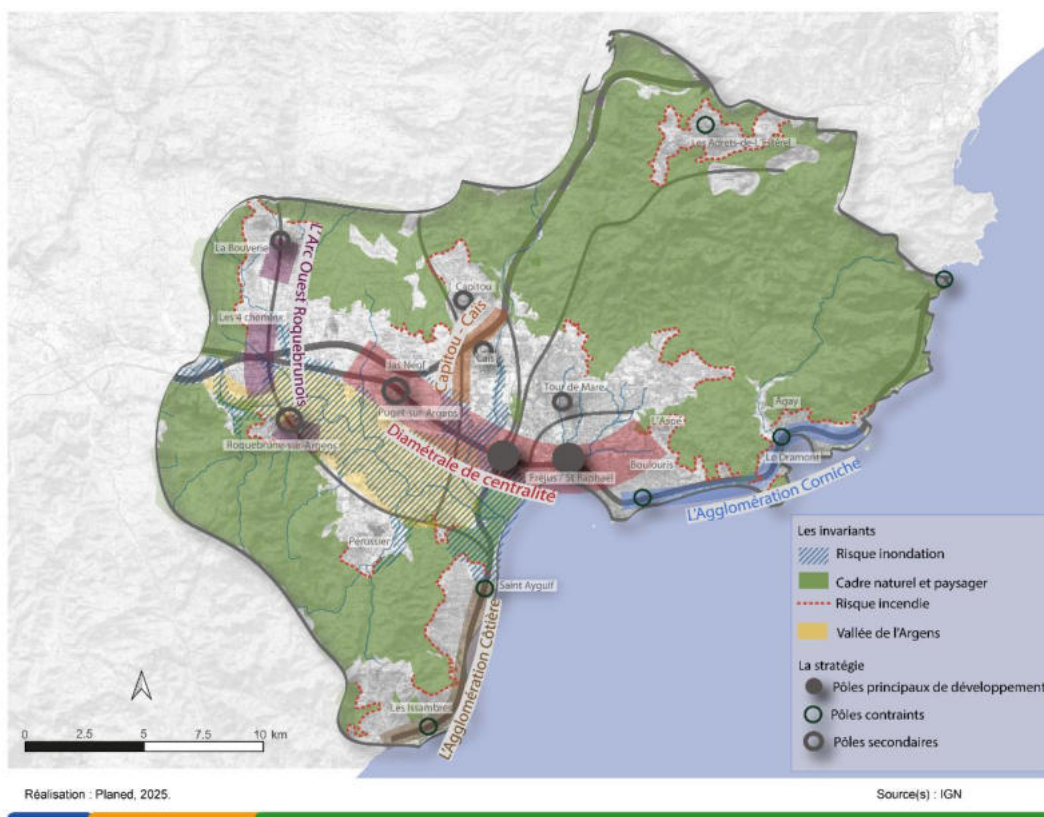 Les Adrets-de-L'Estérel
La Bouverie
L'Arc Ouest Roquebrunois
Capitou
Les 4 chemins
Capitou Caïs
Caïs
Jas Neuf
Tour de Mare
Puget-sur-Argens
Agay
L'Aspé
Roquebrune-sur-Argens
Diamétrale de centralité
Le Dramont
Boulouris
Fréjus / St Raphaël
L'Agglomération Corniche
Les invariants
Risque inondation
Pérussier
Cadre naturel et paysager
Saint Aygulf
Risque incendie
Vallée de l'Argens
L'Agglomération Côtière
La stratégie
Pôles principaux de développement
Les Issambres
Pôles contraints
0 2.5 5 7.5 10 km
Pôles secondaires
Réalisation : Planed, 2025.
Source(s) : IGN